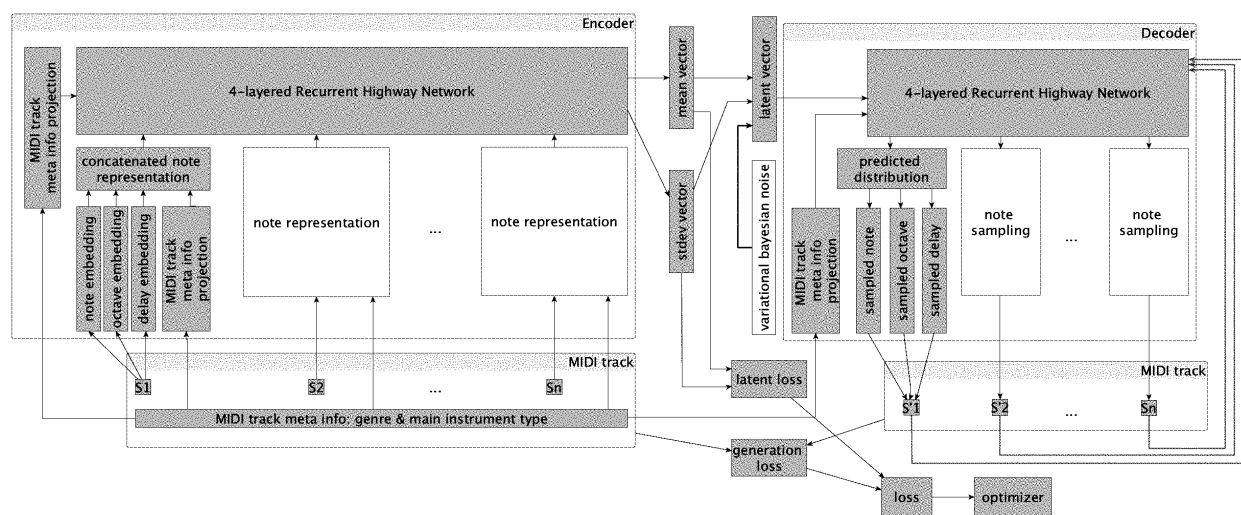 Encoder
MIDI track
meta info projection
4-layered Recurrent Highway Network
concatenated note
representation
note embedding
octave embedding
delay embedding
MIDI track
meta info
projection
note representation
...
note representation
MIDI track
S1
S2
...
Sn
MIDI track meta info: genre & main instrument type
mean vector
stdev vector
latent vector
variational bayesian noise
latent loss
generation
loss
loss
optimizer
Decoder
4-layered Recurrent Highway Network
MIDI track
meta info
projection
predicted
distribution
sampled note
sampled octave
sampled delay
note
sampling
...
note
sampling
MIDI track
S'1
S'2
...
Sn